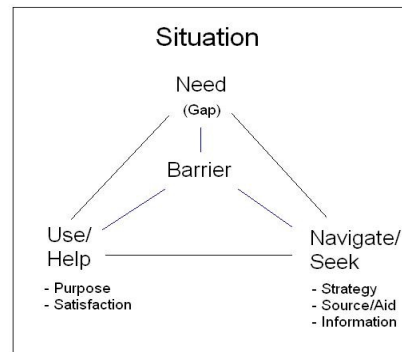 Situation
Need
(Gap)
Barrier
Use/
Help
- Purpose
- Satisfaction
Navigate/
Seek
- Strategy
- Source/Aid
- Information